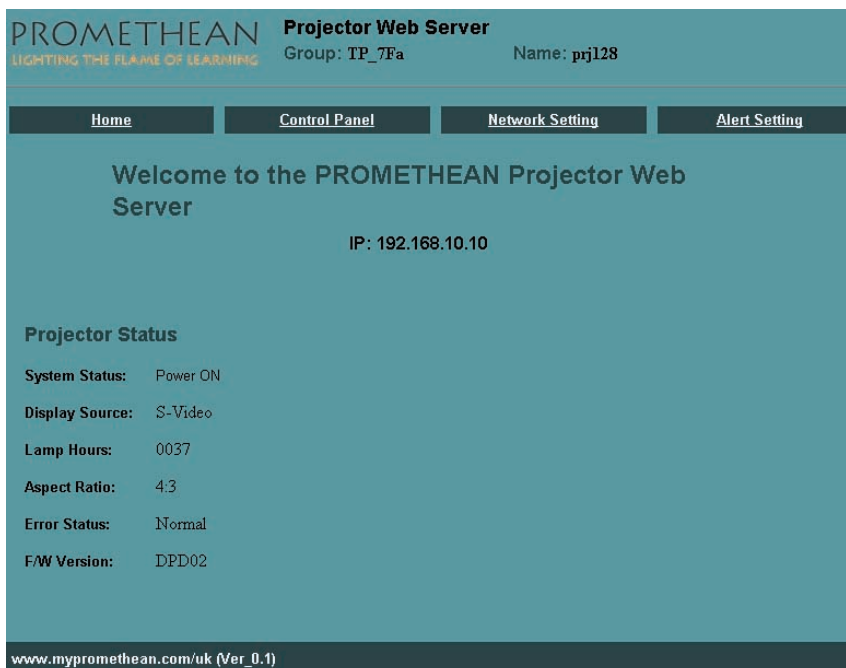 PROMETHEAN
LIGHTING THE FLAME OF LEARNING
Projector Web Server
Group: TP_7Fa Name: prj128
Home Control Panel Network Setting Alert Setting
Welcome to the PROMETHEAN Projector Web
Server
IP: 192.168.10.10
Projector Status
System Status: Power ON
Display Source: S-Video
Lamp Hours: 0037
Aspect Ratio: 4:3
Error Status: Normal
F/W Version: DPD02
www.mypromethean.com/uk (Ver_0.1)